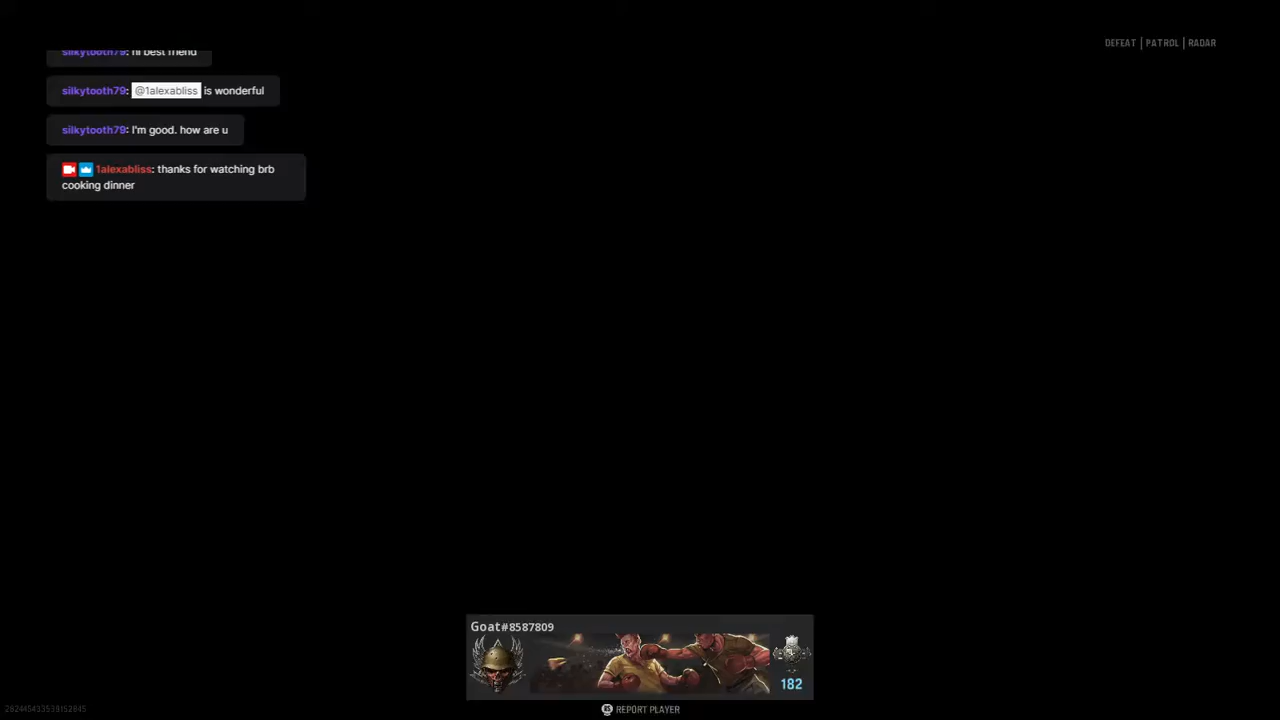 DEFEAT | PATROL | RADAR
silkytooth79: hi best friend
silkytooth79: @1alexabliss is wonderful
silkytooth79: I'm good. how are u
1alexabliss: thanks for watching brb
cooking dinner
Goat#8587809
182
REPORT PLAYER